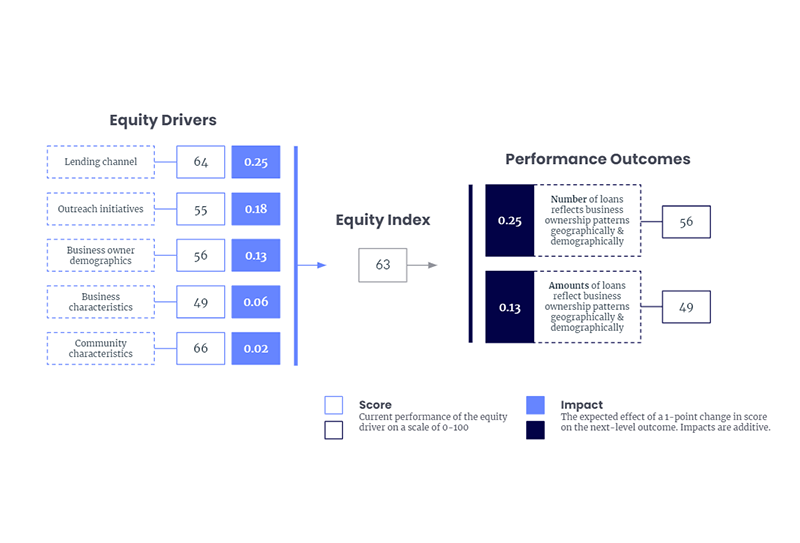 Equity Drivers
Lending channel
64
0.25
Outreach initiatives
55
0.18
Business owner
demographics
56
0.13
Business
characteristics
49
0.06
Community
characteristics
66
0.02
Equity Index
63
Performance Outcomes
0.25
Number of loans
reflects business
ownership patterns
geographically &
demographically
56
0.13
Amounts of loans
reflect business
ownership patterns
geographically &
demographically
49
Score
Current performance of the equity
driver on a scale of 0-100
Impact
The expected effect of a 1-point change in score
on the next-level outcome. Impacts are additive.